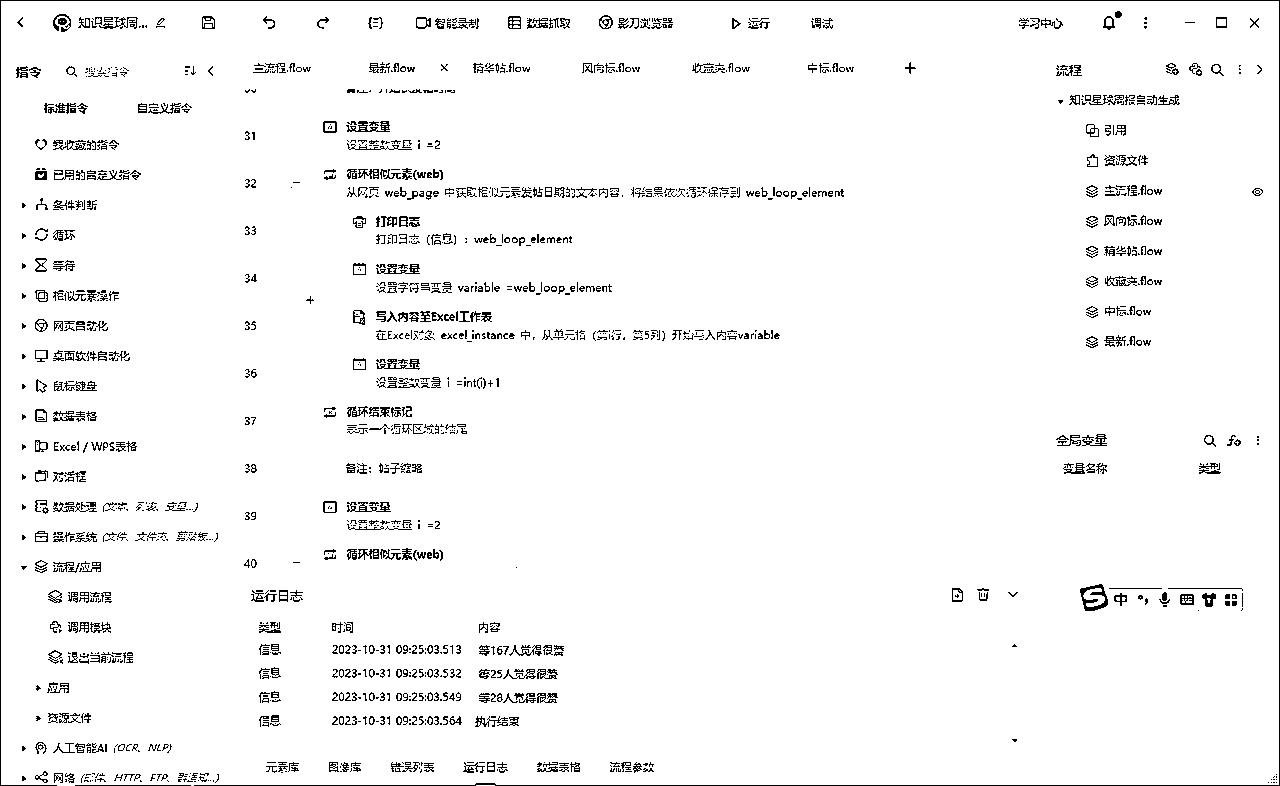 知识星球周... 智能录制 数据抓取 影刀浏览器 运行 调试 学习中心
指令 搜索指令
主流程.flow 最新.flow 精华帖.flow 风向标.flow 收藏夹.flow 中标.flow
标准指令 自定义指令
我收藏的指令
已用的自定义指令
条件判断
循环
等待
相似元素操作
网页自动化
桌面软件自动化
鼠标键盘
数据表格
Excel / WPS表格
对话框
数据处理 (文本、列表、变量...)
操作系统 (文件、文件夹、剪贴板...)
流程/应用
调用流程
调用模块
退出当前流程
应用
资源文件
人工智能AI (OCR、NLP)
网络 (邮件、HTTP、FTP、群通知...)
31 设置变量
设置整数变量 i =2
32 循环相似元素(web)
从网页 web_page 中获取相似元素发帖日期的文本内容，将结果依次循环保存到 web_loop_element
33 打印日志
打印日志（信息）：web_loop_element
34 设置变量
设置字符串变量 variable =web_loop_element
35 写入内容至Excel工作表
在Excel对象 excel_instance 中，从单元格（第i行，第5列）开始写入内容variable
36 设置变量
设置整数变量 i =int(i)+1
37 循环结束标记
表示一个循环区域的结尾
38 备注：帖子缩略
39 设置变量
设置整数变量 i =2
40 循环相似元素(web)
流程
知识星球周报自动生成
引用
资源文件
主流程.flow
风向标.flow
精华帖.flow
收藏夹.flow
中标.flow
最新.flow
全局变量
变量名称 类型
运行日志
类型 时间 内容
信息 2023-10-31 09:25:03.513 等167人觉得很赞
信息 2023-10-31 09:25:03.532 等25人觉得很赞
信息 2023-10-31 09:25:03.549 等28人觉得很赞
信息 2023-10-31 09:25:03.564 执行结束
元素库 图像库 错误列表 运行日志 数据表格 流程参数
中